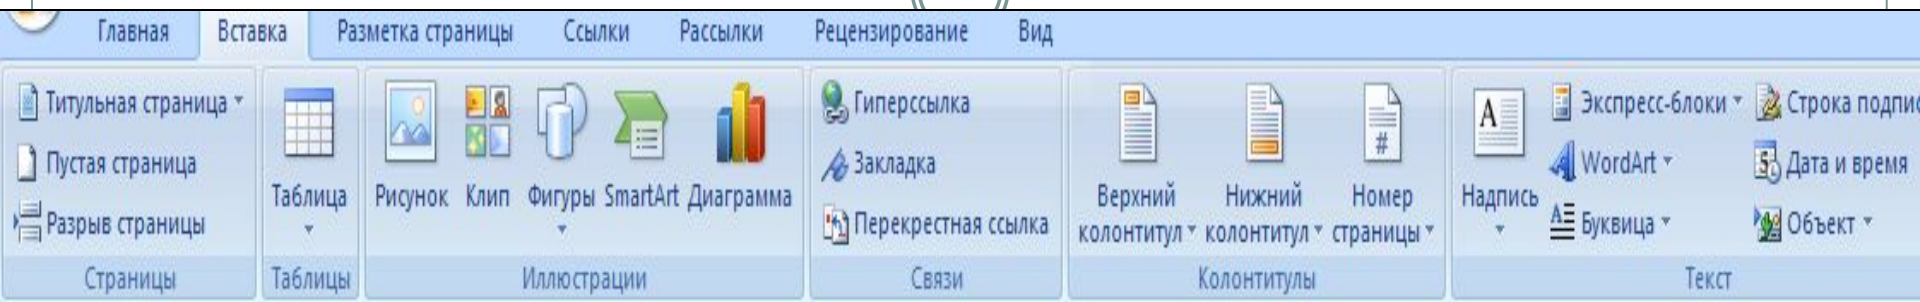 Главная Вставка Разметка страницы Ссылки Рассылки Рецензирование Вид
Титульная страница
Пустая страница
Разрыв страницы
Страницы
Таблица
Таблицы
Рисунок Клип Фигуры SmartArt Диаграмма
Иллюстрации
Гиперссылка
Закладка
Перекрестная ссылка
Связи
Верхний колонтитул
Нижний колонтитул
Номер страницы
Колонтитулы
Надпись
Экспресс-блоки
WordArt
Буквица
Строка
Дата и время
Объект
Текст